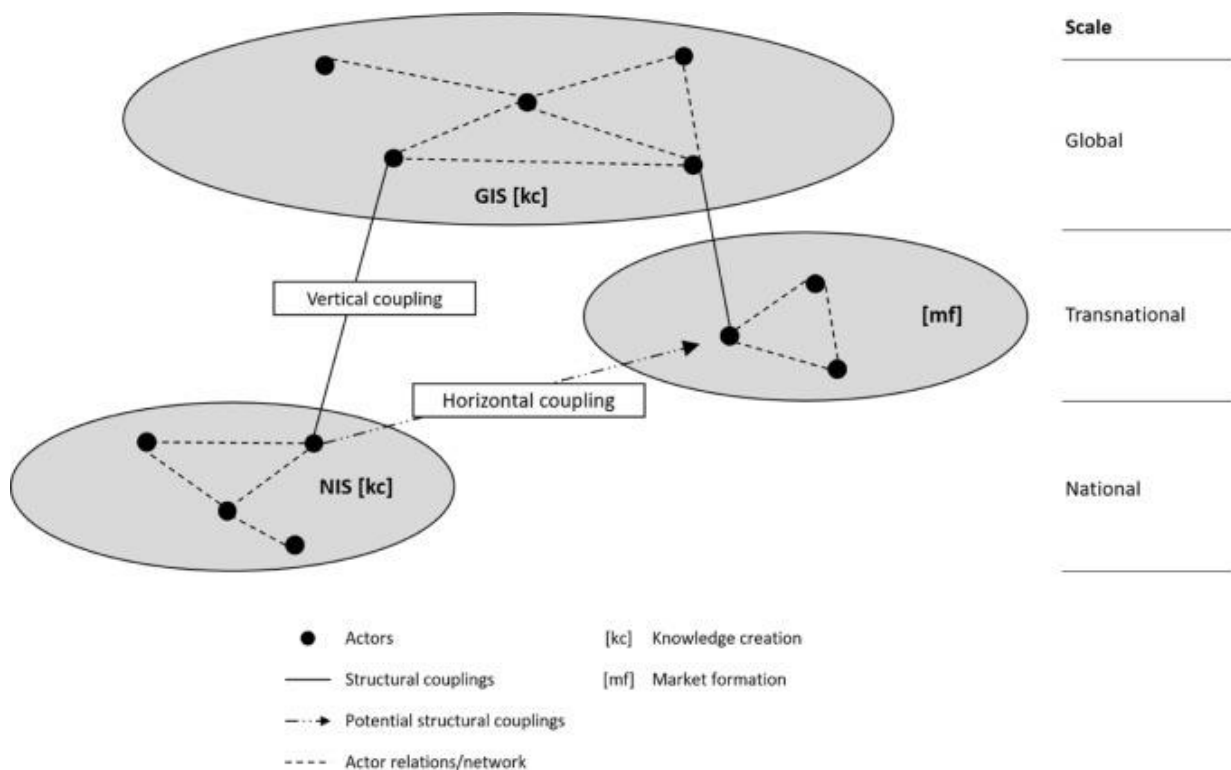 Scale
Global
GIS [kc]
Vertical coupling
[mf]
Transnational
Horizontal coupling
NIS [kc]
National
Actors
[kc] Knowledge creation
Structural couplings
[mf] Market formation
Potential structural couplings
Actor relations/network